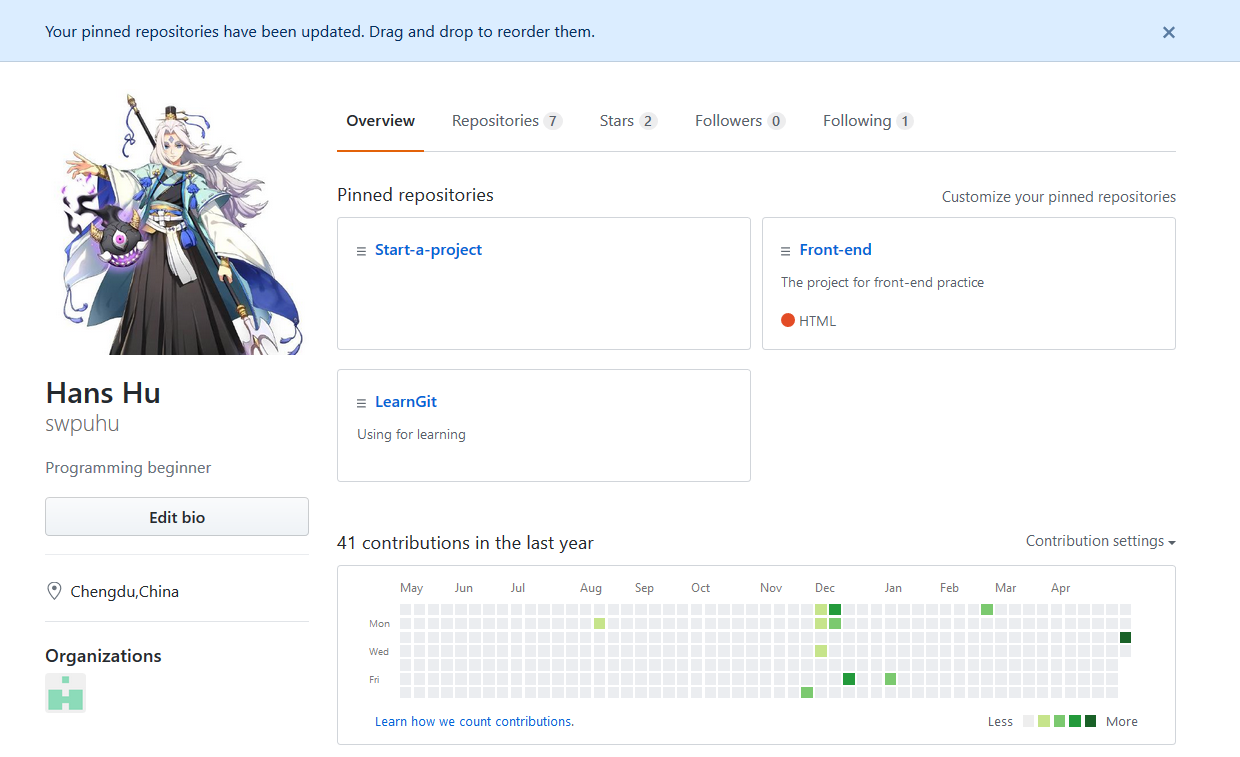 Your pinned repositories have been updated. Drag and drop to reorder them.
Overview Repositories 7 Stars 2 Followers 0 Following 1
Pinned repositories
Customize your pinned repositories
Start-a-project
Front-end
The project for front-end practice
HTML
LearnGit
Using for learning
Hans Hu
swpuhu
Programming beginner
Edit bio
Chengdu,China
Organizations
41 contributions in the last year
Contribution settings
May Jun Jul Aug Sep Oct Nov Dec Jan Feb Mar Apr
Mon
Wed
Fri
Learn how we count contributions.
Less More